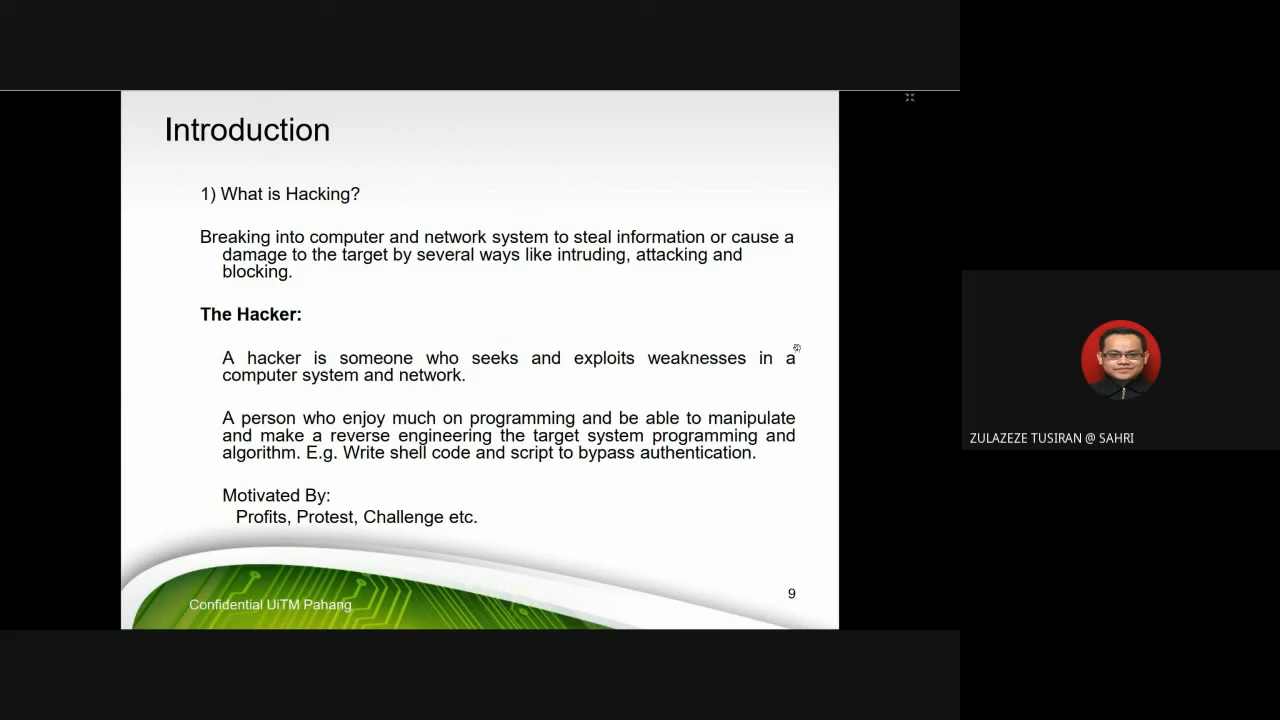 Introduction
1) What is Hacking?
Breaking into computer and network system to steal information or cause a
damage to the target by several ways like intruding, attacking and
blocking.
The Hacker:
A hacker is someone who seeks and exploits weaknesses in a
computer system and network.
A person who enjoy much on programming and be able to manipulate
and make a reverse engineering the target system programming and
algorithm. E.g. Write shell code and script to bypass authentication.
Motivated By:
Profits, Protest, Challenge etc.
9
Confidential UiTM Pahang
ZULAZEZE TUSIRAN @ SAHRI